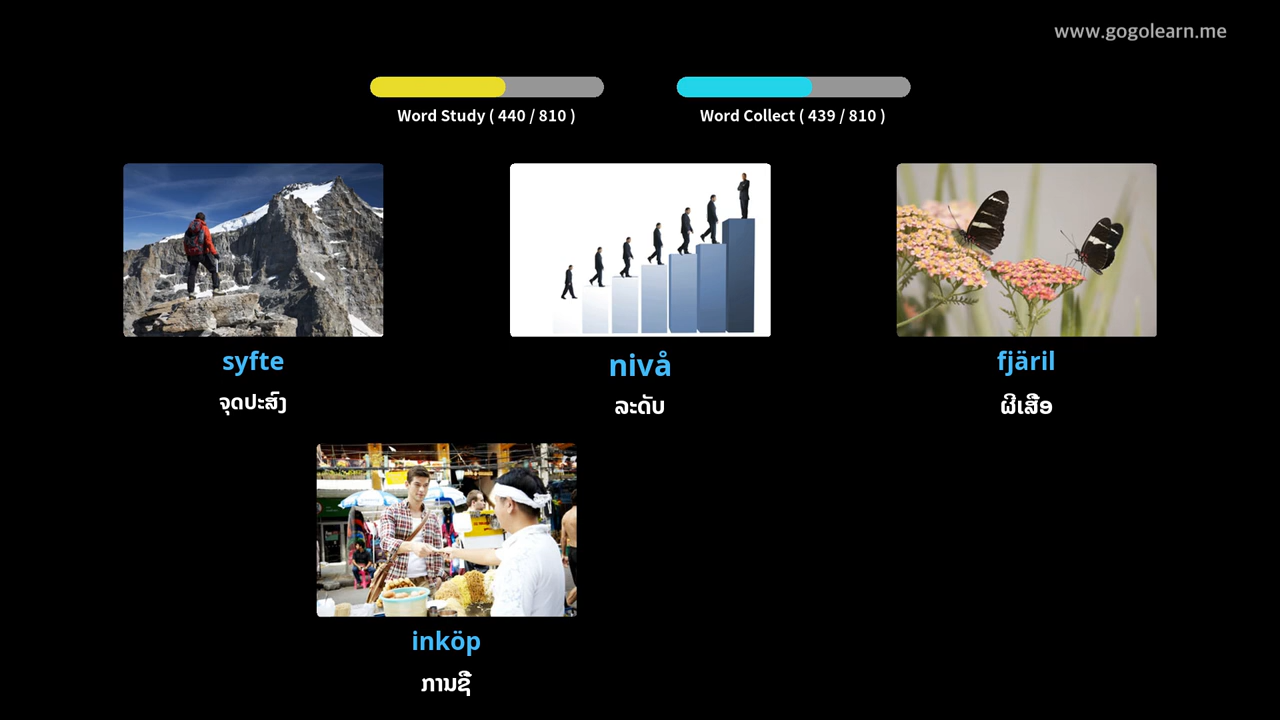 www.gogolearn.me
Word Study ( 440 / 810 )
Word Collect ( 439 / 810 )
syfte
ຈຸດປະສົງ
nivå
ລະດັບ
fjäril
ຜີເສື້ອ
inköp
ການຊື້